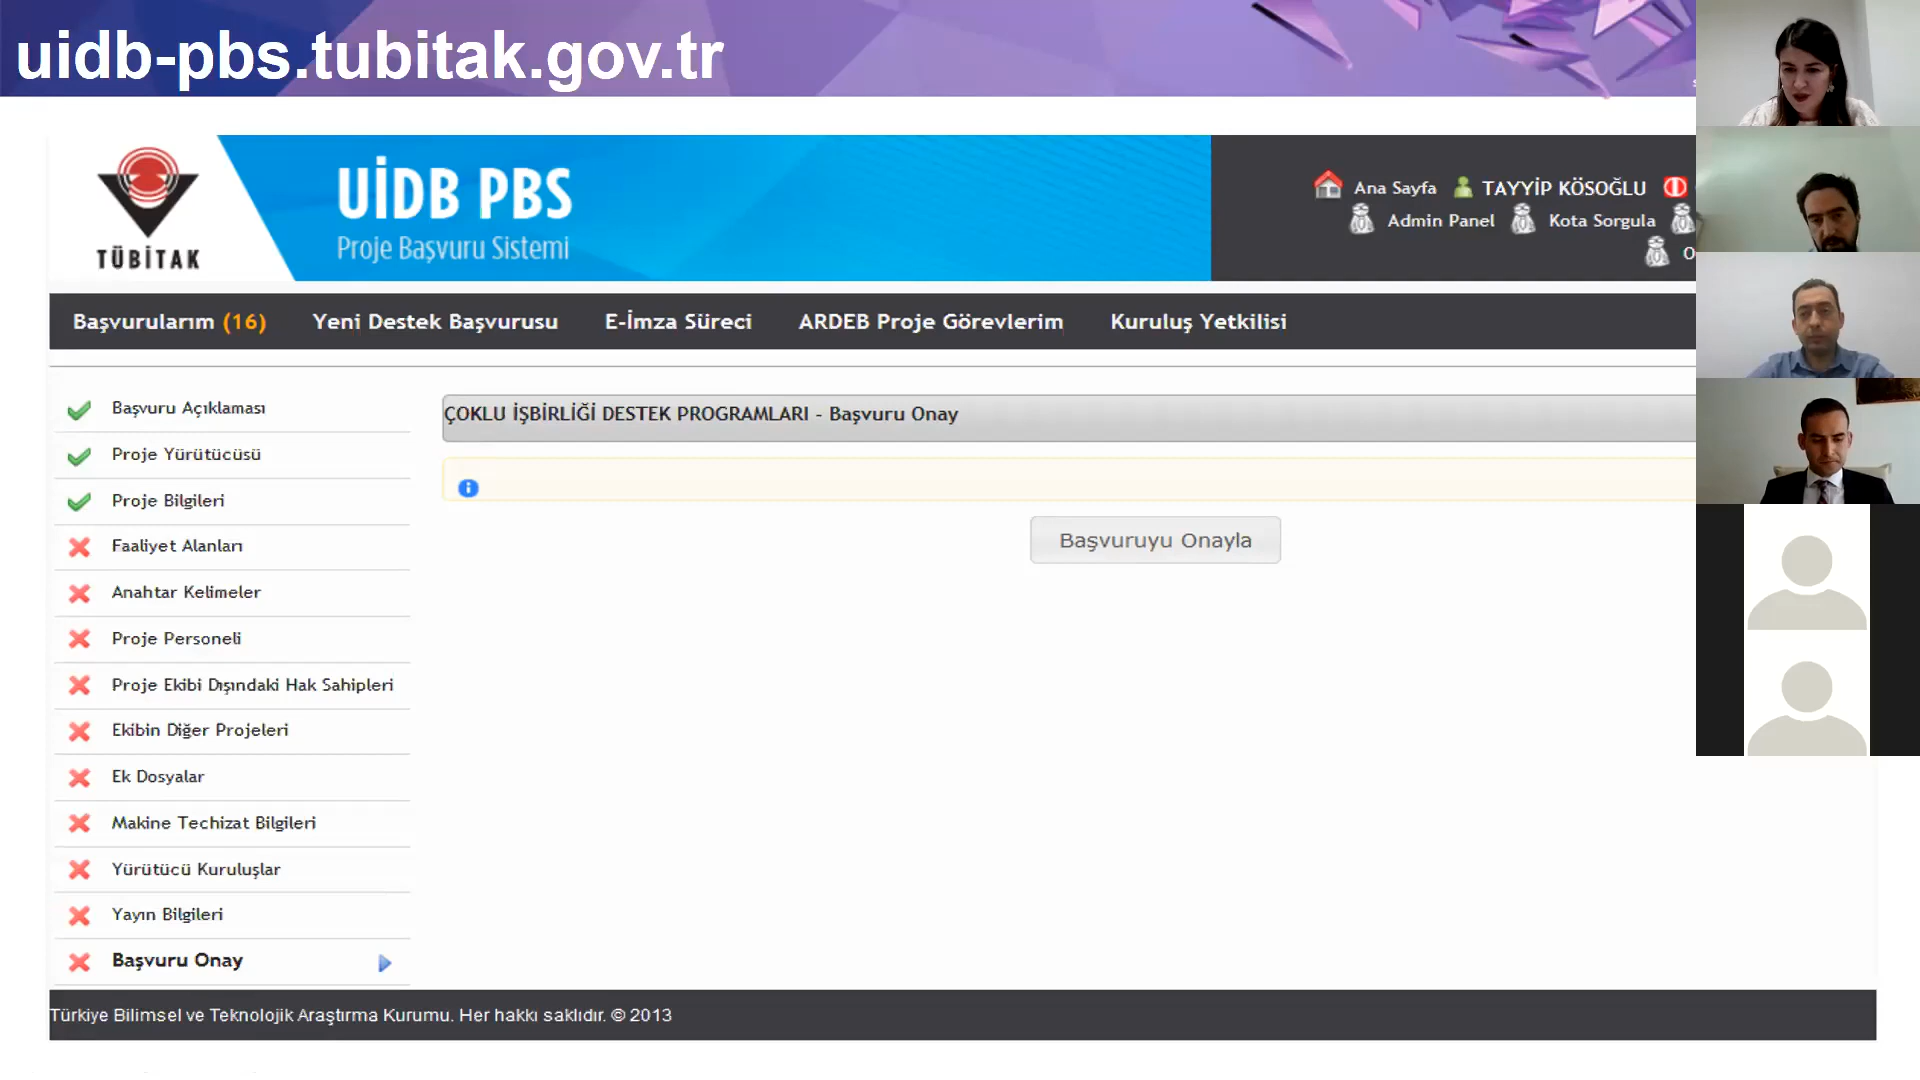 uidb-pbs.tubitak.gov.tr
TÜBİTAK
UİDB PBS
Proje Başvuru Sistemi
Ana Sayfa TAYYİP KÖSOĞLU
Admin Panel Kota Sorgula
Başvurularım (16) Yeni Destek Başvurusu E-İmza Süreci ARDEB Proje Görevlerim Kuruluş Yetkilisi
Başvuru Açıklaması
Proje Yürütücüsü
Proje Bilgileri
Faaliyet Alanları
Anahtar Kelimeler
Proje Personeli
Proje Ekibi Dışındaki Hak Sahipleri
Ekibin Diğer Projeleri
Ek Dosyalar
Makine Techizat Bilgileri
Yürütücü Kuruluşlar
Yayın Bilgileri
Başvuru Onay
ÇOKLU İŞBİRLİĞİ DESTEK PROGRAMLARI - Başvuru Onay
Başvuruyu Onayla
Türkiye Bilimsel ve Teknolojik Araştırma Kurumu. Her hakkı saklıdır. © 2013